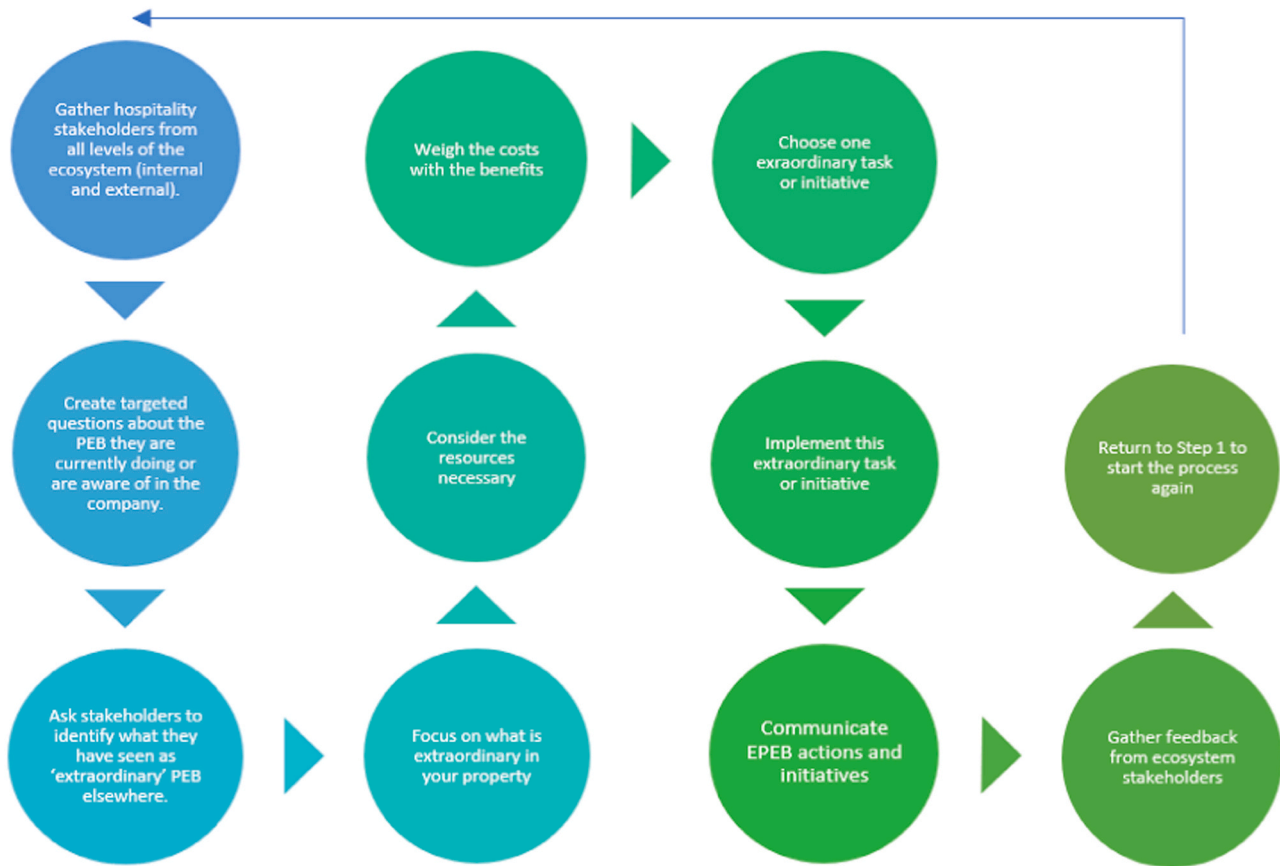 Gather hospitality
stakeholders from
all levels of the
ecosystem (internal
and external).
Create targeted
questions about the
PEB they are
currently doing or
are aware of in the
company.
Ask stakeholders to
identify what they
have seen as
‘extraordinary’ PEB
elsewhere.
Focus on what is
extraordinary in
your property
Consider the
resources
necessary
Weigh the costs
with the benefits
Choose one
exraordinary task
or initiative
Implement this
extraordinary task
or initiative
Communicate
EPEB actions and
initiatives
Gather feedback
from ecosystem
stakeholders
Return to Step 1 to
start the process
again